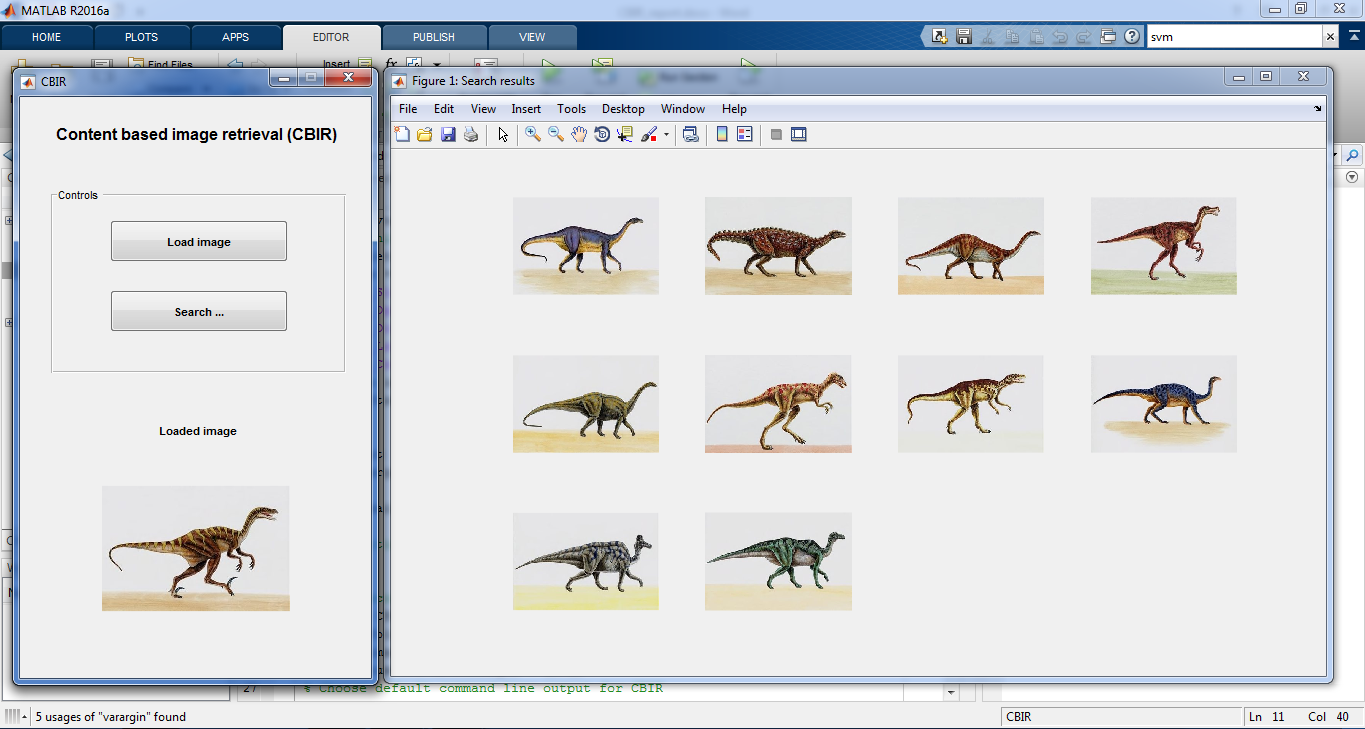 MATLAB R2016a
HOME PLOTS APPS EDITOR PUBLISH VIEW
svm
Find Files Insert fx
CBIR
Content based image retrieval (CBIR)
Controls
Load image
Search ...
Loaded image
Figure 1: Search results
File Edit View Insert Tools Desktop Window Help
27 % Choose default command line output for CBIR
5 usages of "varargin" found
CBIR
Ln 11 Col 40